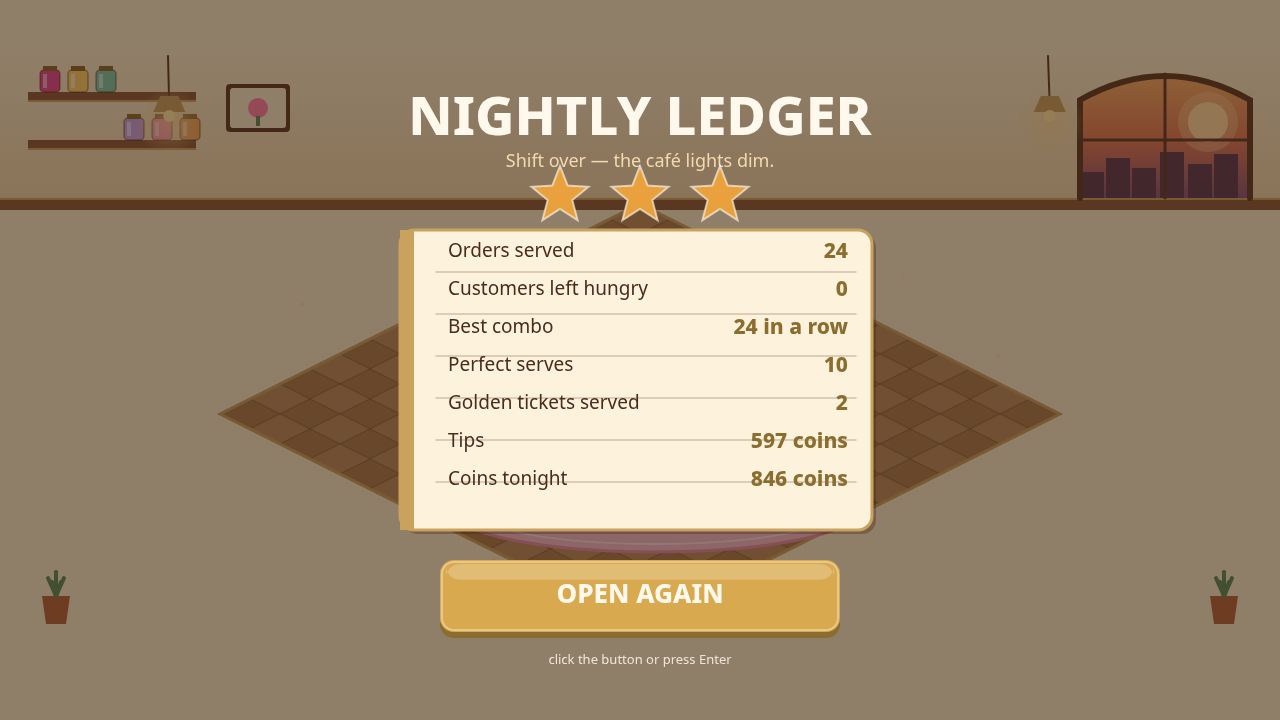 NIGHTLY LEDGER
Shift over — the café lights dim.
Orders served 24
Customers left hungry 0
Best combo 24 in a row
Perfect serves 10
Golden tickets served 2
Tips 597 coins
Coins tonight 846 coins
OPEN AGAIN
click the button or press Enter